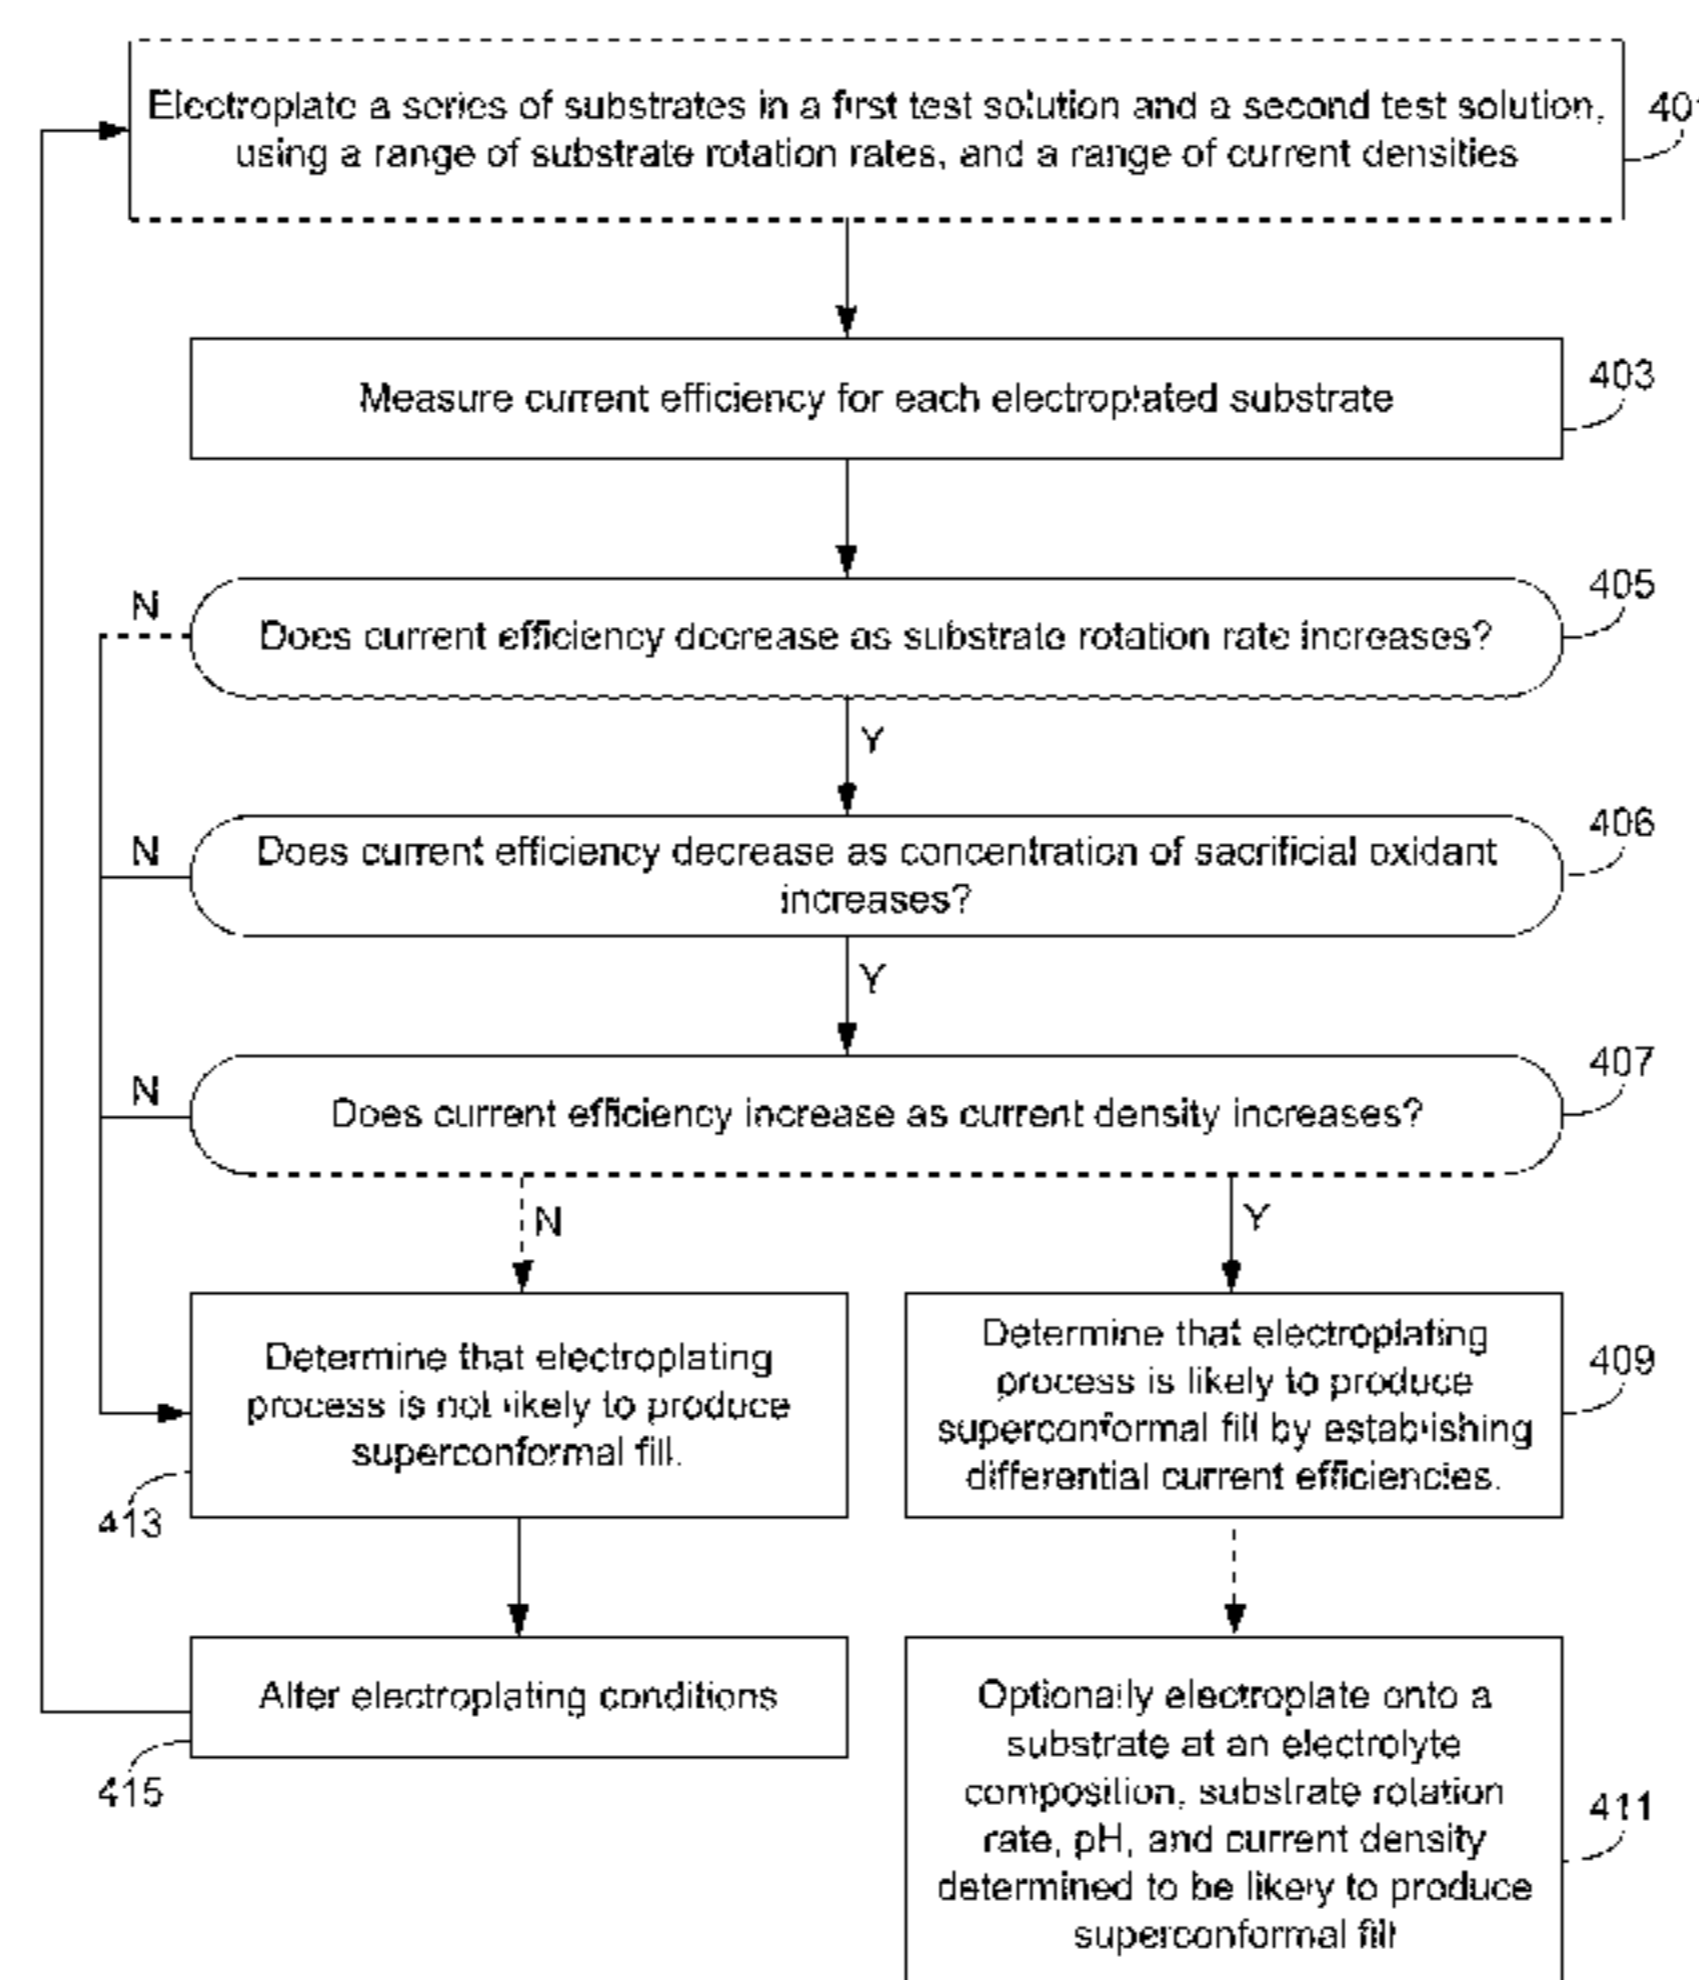 Electroplate a series of substrates in a first test solution and a second test solution,
using a range of substrate rotation rates, and a range of current densities
Measure current efficiency for each electroplated substrate
403
N
Does current efficiency decrease as substrate rotation rate increases?
405
Y
N
Does current efficiency decrease as concentration of sacrificial oxidant
increases?
406
Y
N
Does current efficiency increase as current density increases?
407
N
Y
Determine that electroplating
process is not likely to produce
superconformal fill.
413
Determine that electroplating
process is likely to produce
superconformal fill by establishing
differential current efficiencies.
409
Alter electroplating conditions
415
Optionally electroplate onto a
substrate at an electrolyte
composition, substrate rotation
rate, pH, and current density
determined to be likely to produce
superconformal fill
411